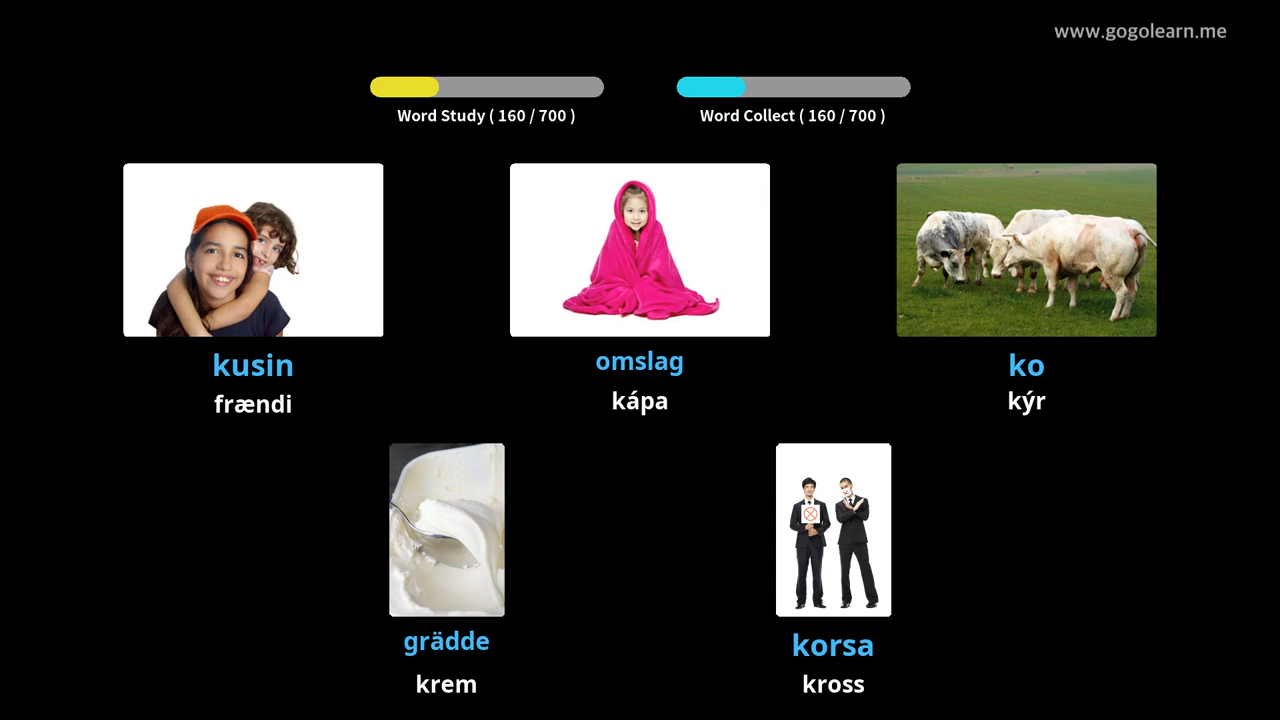 www.gogolearn.me
Word Study ( 160 / 700 )
Word Collect ( 160 / 700 )
kusin
frændi
omslag
kápa
ko
kýr
grädde
krem
korsa
kross